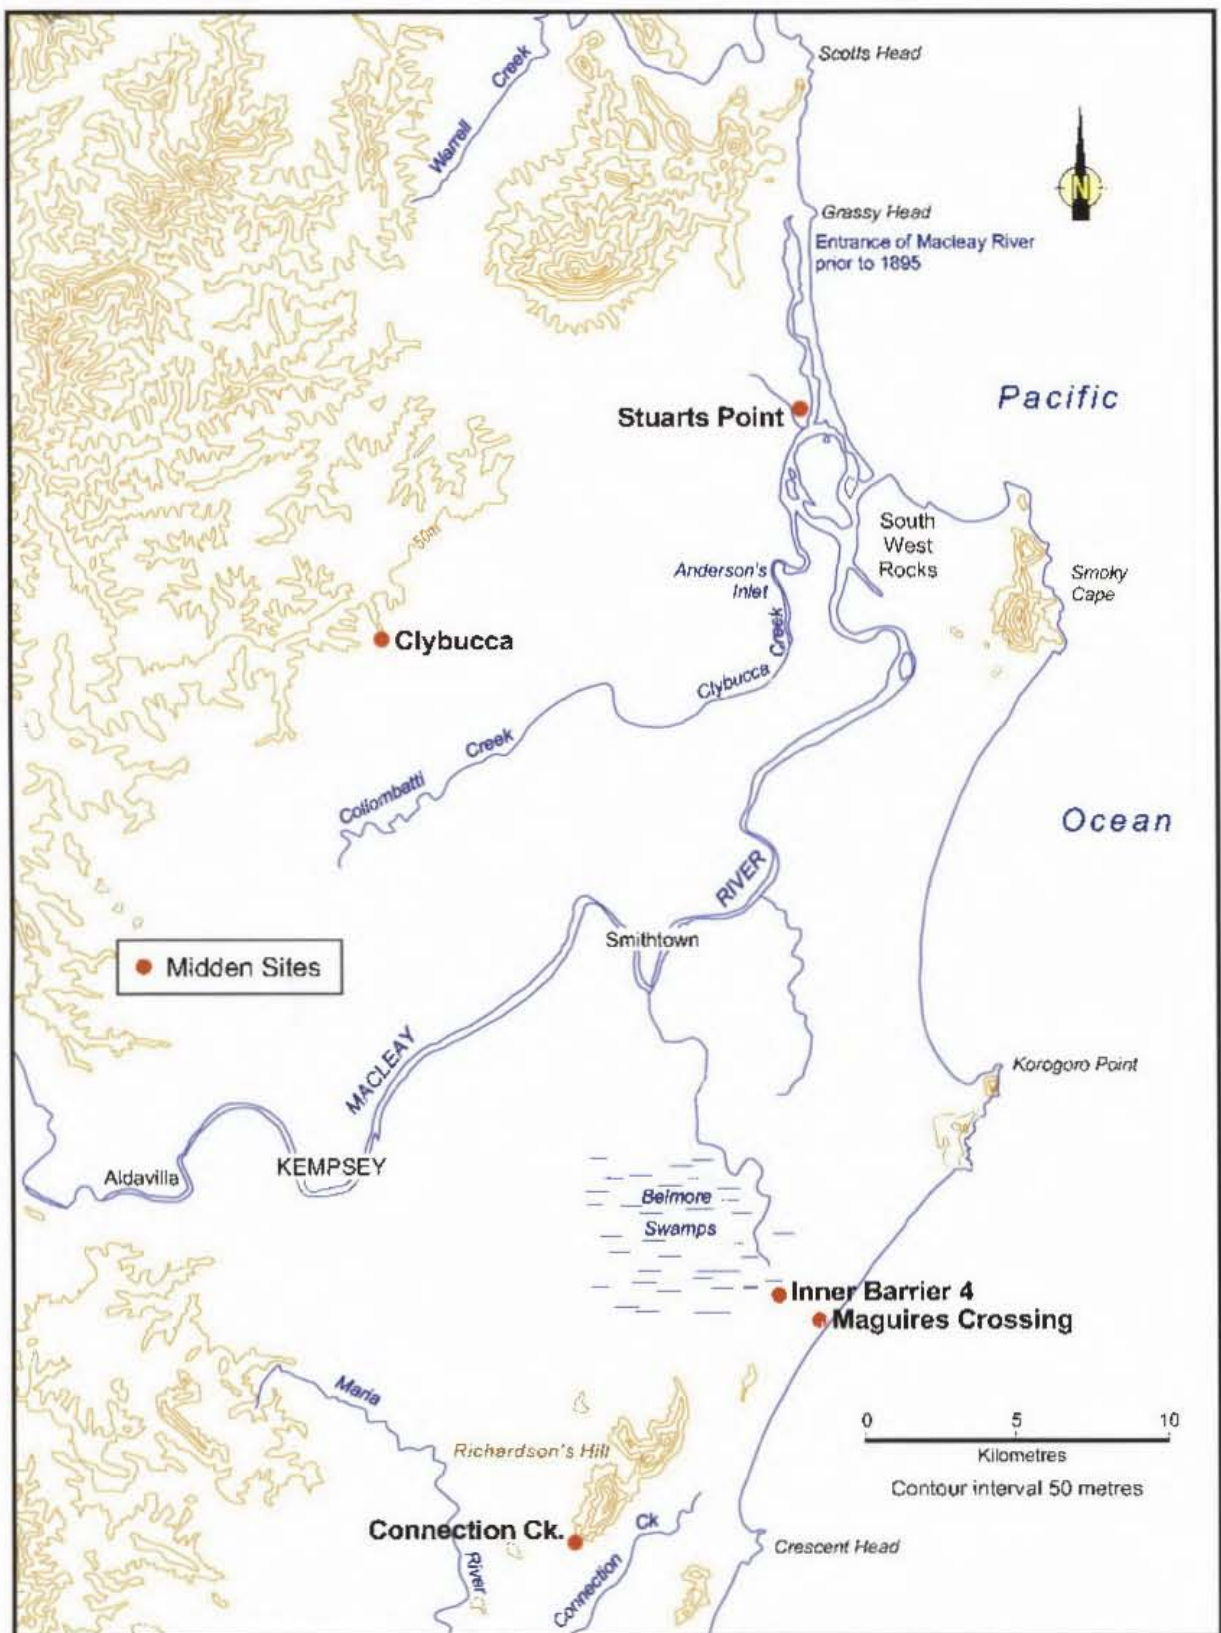 Scotts Head
Warrell Creek
N
Grassy Head
Entrance of Macleay River
prior to 1895
Pacific
Stuarts Point
50m
South
West
Rocks
Anderson's
Inlet
Smoky
Cape
Clybucca
Clybucca Creek
Collombatti Creek
Ocean
MACLEAY RIVER
Smithtown
Midden Sites
Korogoro Point
Aldavilla
KEMPSEY
Belmore
Swamps
Inner Barrier 4
Maguires Crossing
Maria River
Richardson's Hill
0 5 10
Kilometres
Contour interval 50 metres
Connection Ck.
Connection Ck
Crescent Head